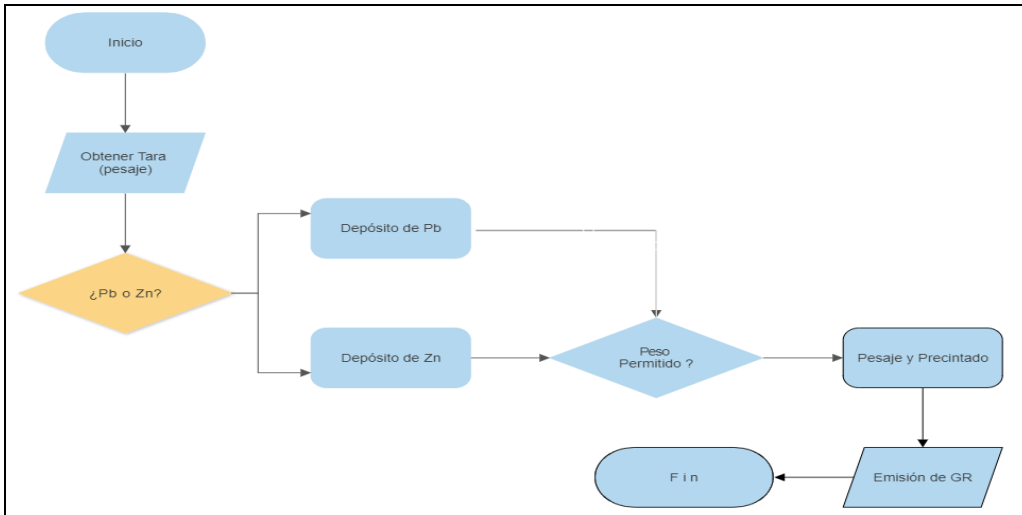 Inicio
Obtener Tara
(pesaje)
¿Pb o Zn?
Depósito de Pb
Depósito de Zn
Peso
Permitido ?
Pesaje y Precintado
Emisión de GR
F i n